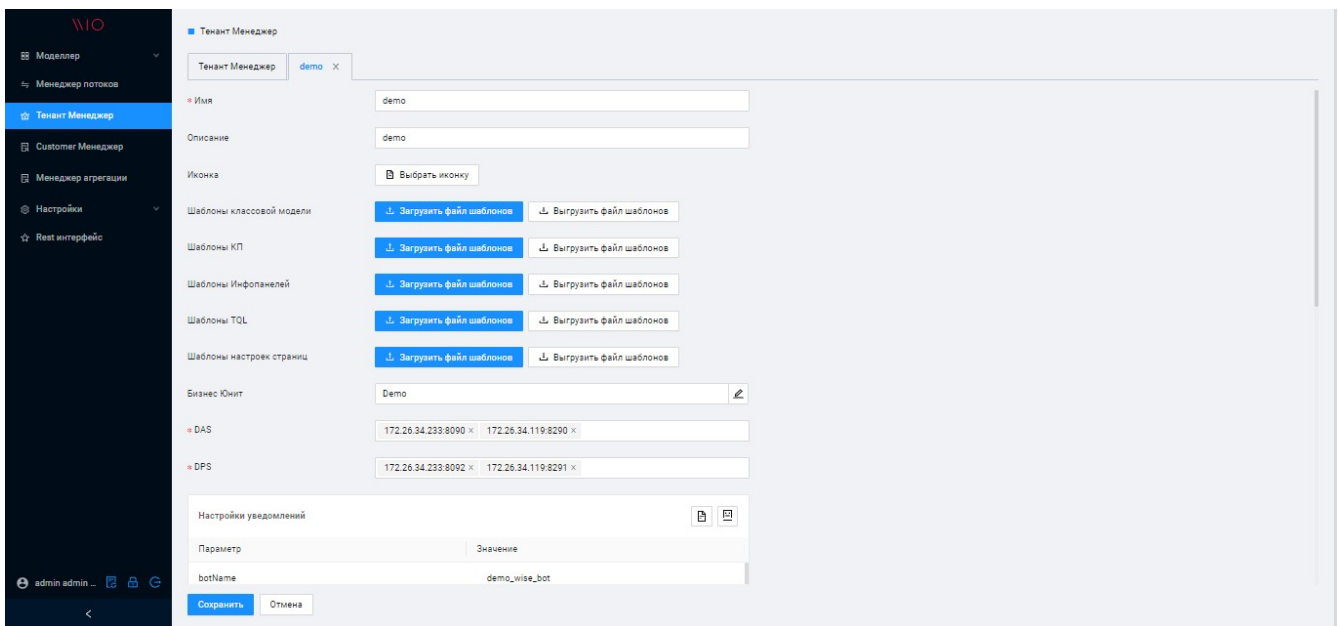 WIO
Моделлер
Менеджер потоков
Тенант Менеджер
Customer Менеджер
Менеджер агрегации
Настройки
Rest интерфейс
admin admin ...
Тенант Менеджер
Тенант Менеджер demo
* Имя demo
Описание demo
Иконка Выбрать иконку
Шаблоны классовой модели Загрузить файл шаблонов Выгрузить файл шаблонов
Шаблоны КП Загрузить файл шаблонов Выгрузить файл шаблонов
Шаблоны Инфопанелей Загрузить файл шаблонов Выгрузить файл шаблонов
Шаблоны TQL Загрузить файл шаблонов Выгрузить файл шаблонов
Шаблоны настроек страниц Загрузить файл шаблонов Выгрузить файл шаблонов
Бизнес Юнит Demo
* DAS 172.26.34.233:8090 × 172.26.34.119:8290 ×
* DPS 172.26.34.233:8092 × 172.26.34.119:8291 ×
Настройки уведомлений
Параметр Значение
botName demo_wise_bot
Сохранить Отмена